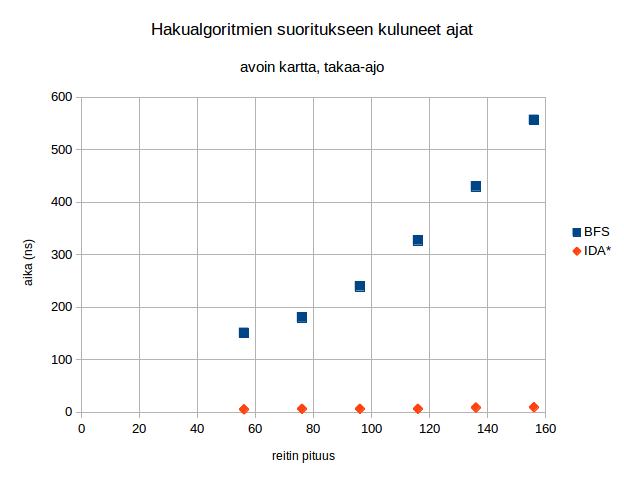 Hakualgoritmien suoritukseen kuluneet ajat
avoin kartta, takaa-ajo
600
500
400
300
200
100
0
aika (ns)
0 20 40 60 80 100 120 140 160
reitin pituus
BFS
IDA*